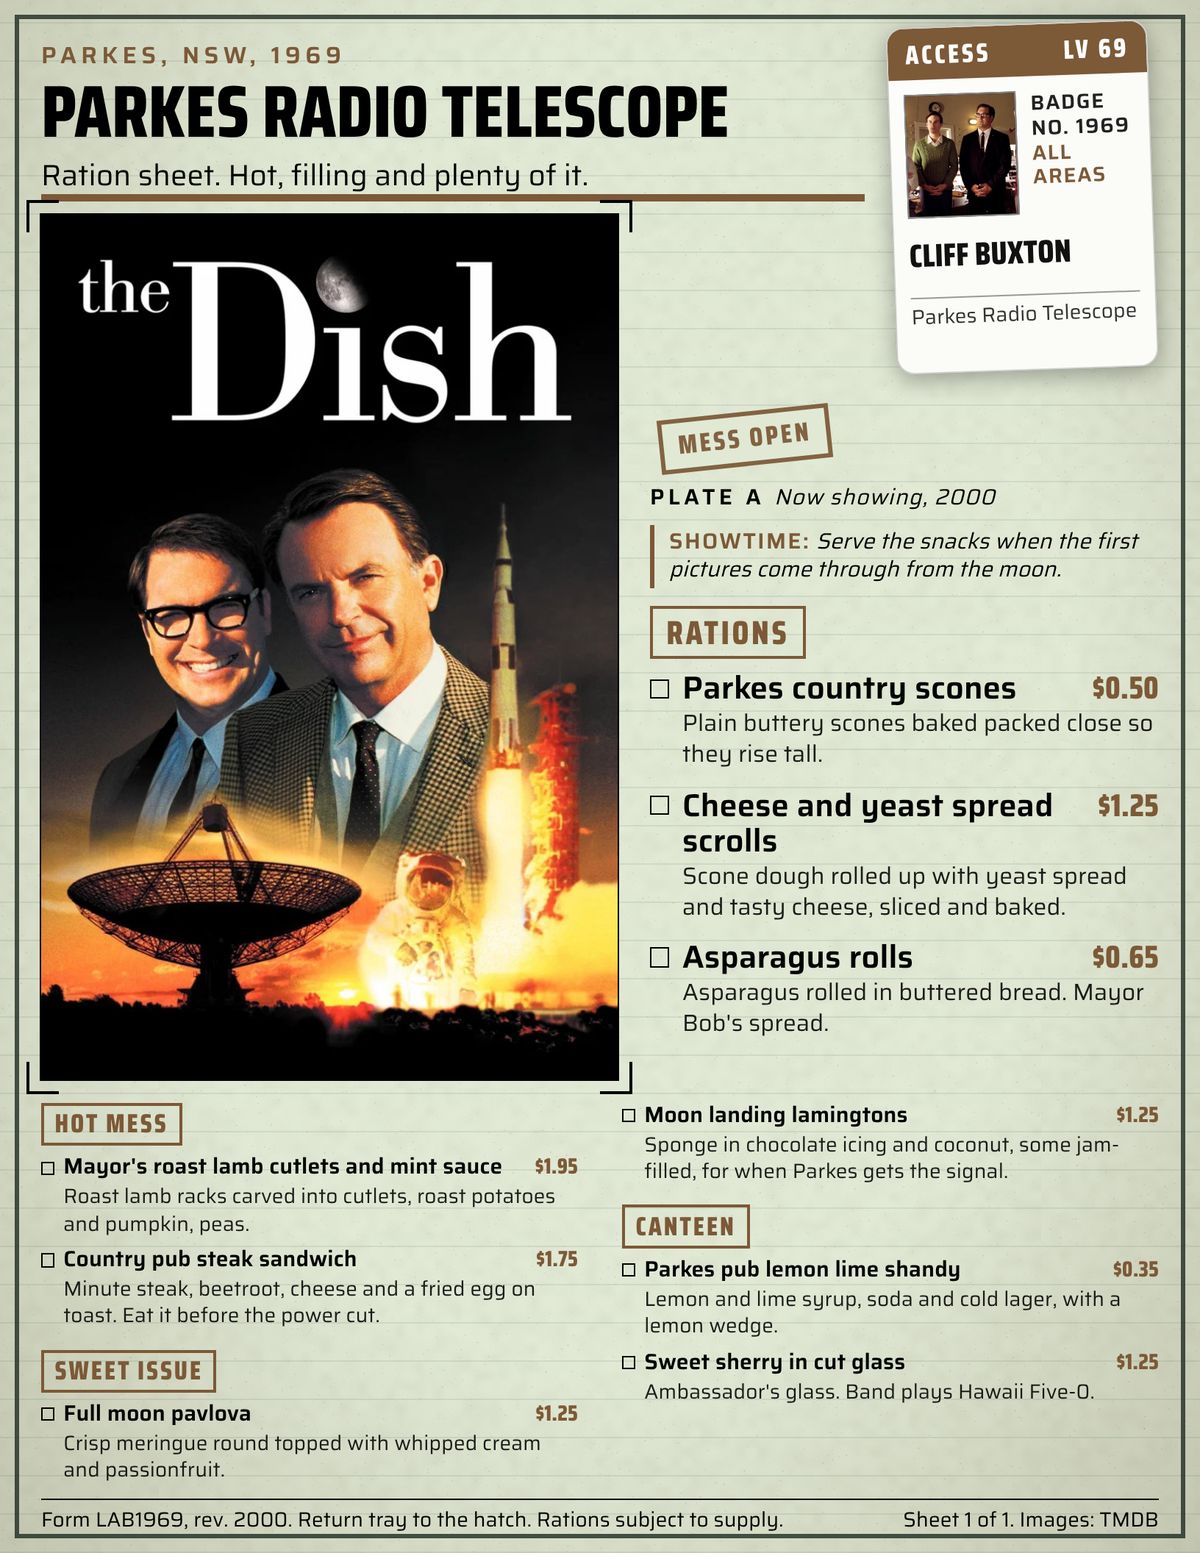 PARKES, NSW, 1969
PARKES RADIO TELESCOPE
Ration sheet. Hot, filling and plenty of it.
ACCESS LV 69
BADGE
NO. 1969
ALL
AREAS
CLIFF BUXTON
Parkes Radio Telescope
the Dish
MESS OPEN
PLATE A Now showing, 2000
SHOWTIME: Serve the snacks when the first
pictures come through from the moon.
RATIONS
Parkes country scones $0.50
Plain buttery scones baked packed close so
they rise tall.
Cheese and yeast spread $1.25
scrolls
Scone dough rolled up with yeast spread
and tasty cheese, sliced and baked.
Asparagus rolls $0.65
Asparagus rolled in buttered bread. Mayor
Bob's spread.
HOT MESS
Mayor's roast lamb cutlets and mint sauce $1.95
Roast lamb racks carved into cutlets, roast potatoes
and pumpkin, peas.
Country pub steak sandwich $1.75
Minute steak, beetroot, cheese and a fried egg on
toast. Eat it before the power cut.
SWEET ISSUE
Full moon pavlova $1.25
Crisp meringue round topped with whipped cream
and passionfruit.
Moon landing lamingtons $1.25
Sponge in chocolate icing and coconut, some jam-
filled, for when Parkes gets the signal.
CANTEEN
Parkes pub lemon lime shandy $0.35
Lemon and lime syrup, soda and cold lager, with a
lemon wedge.
Sweet sherry in cut glass $1.25
Ambassador's glass. Band plays Hawaii Five-O.
Form LAB1969, rev. 2000. Return tray to the hatch. Rations subject to supply.
Sheet 1 of 1. Images: TMDB